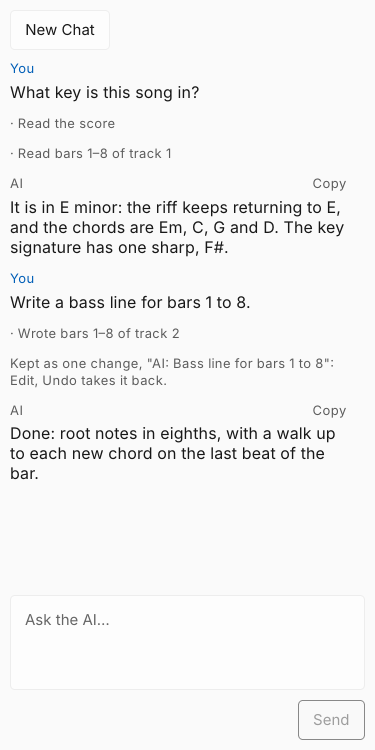 New Chat
You
What key is this song in?
· Read the score
· Read bars 1–8 of track 1
AI
Copy
It is in E minor: the riff keeps returning to E,
and the chords are Em, C, G and D. The key
signature has one sharp, F#.
You
Write a bass line for bars 1 to 8.
· Wrote bars 1–8 of track 2
Kept as one change, "AI: Bass line for bars 1 to 8":
Edit, Undo takes it back.
AI
Copy
Done: root notes in eighths, with a walk up
to each new chord on the last beat of the
bar.
Ask the AI...
Send